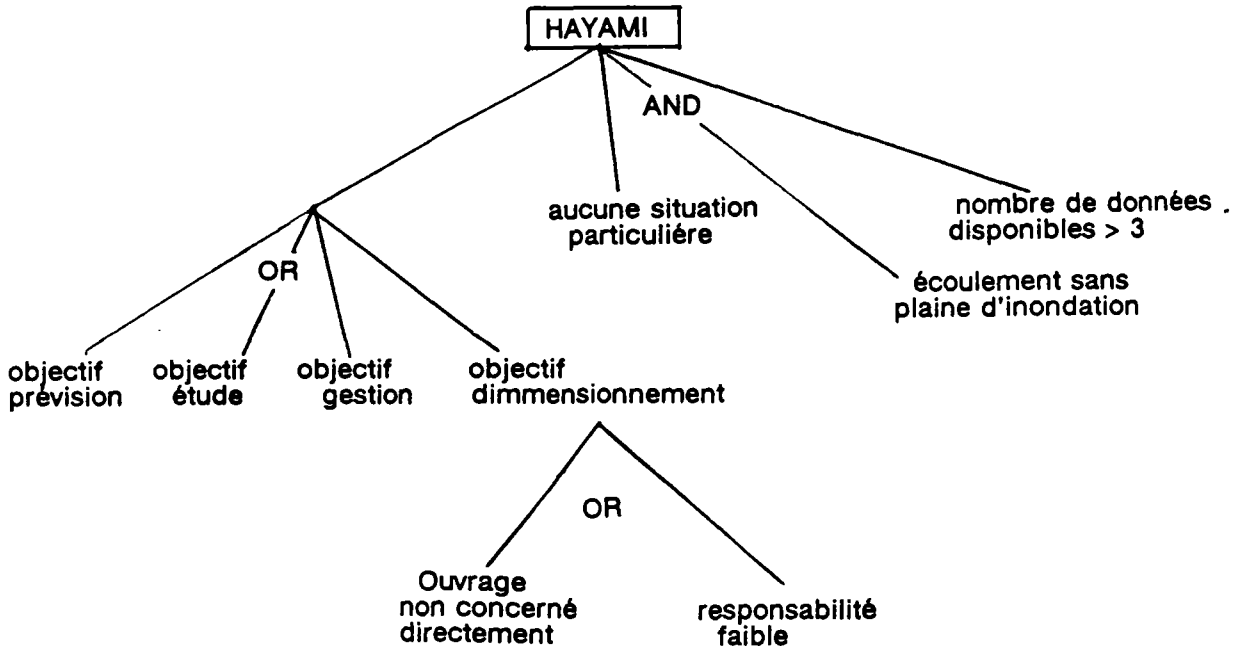 HAYAMI
AND
aucune situation
particuliére
nombre de données .
disponibles > 3
OR
écoulement sans
plaine d'inondation
objectif
prévision
objectif
étude
objectif
gestion
objectif
dimmensionnement
OR
Ouvrage
non concerné
directement
responsabilité
faible